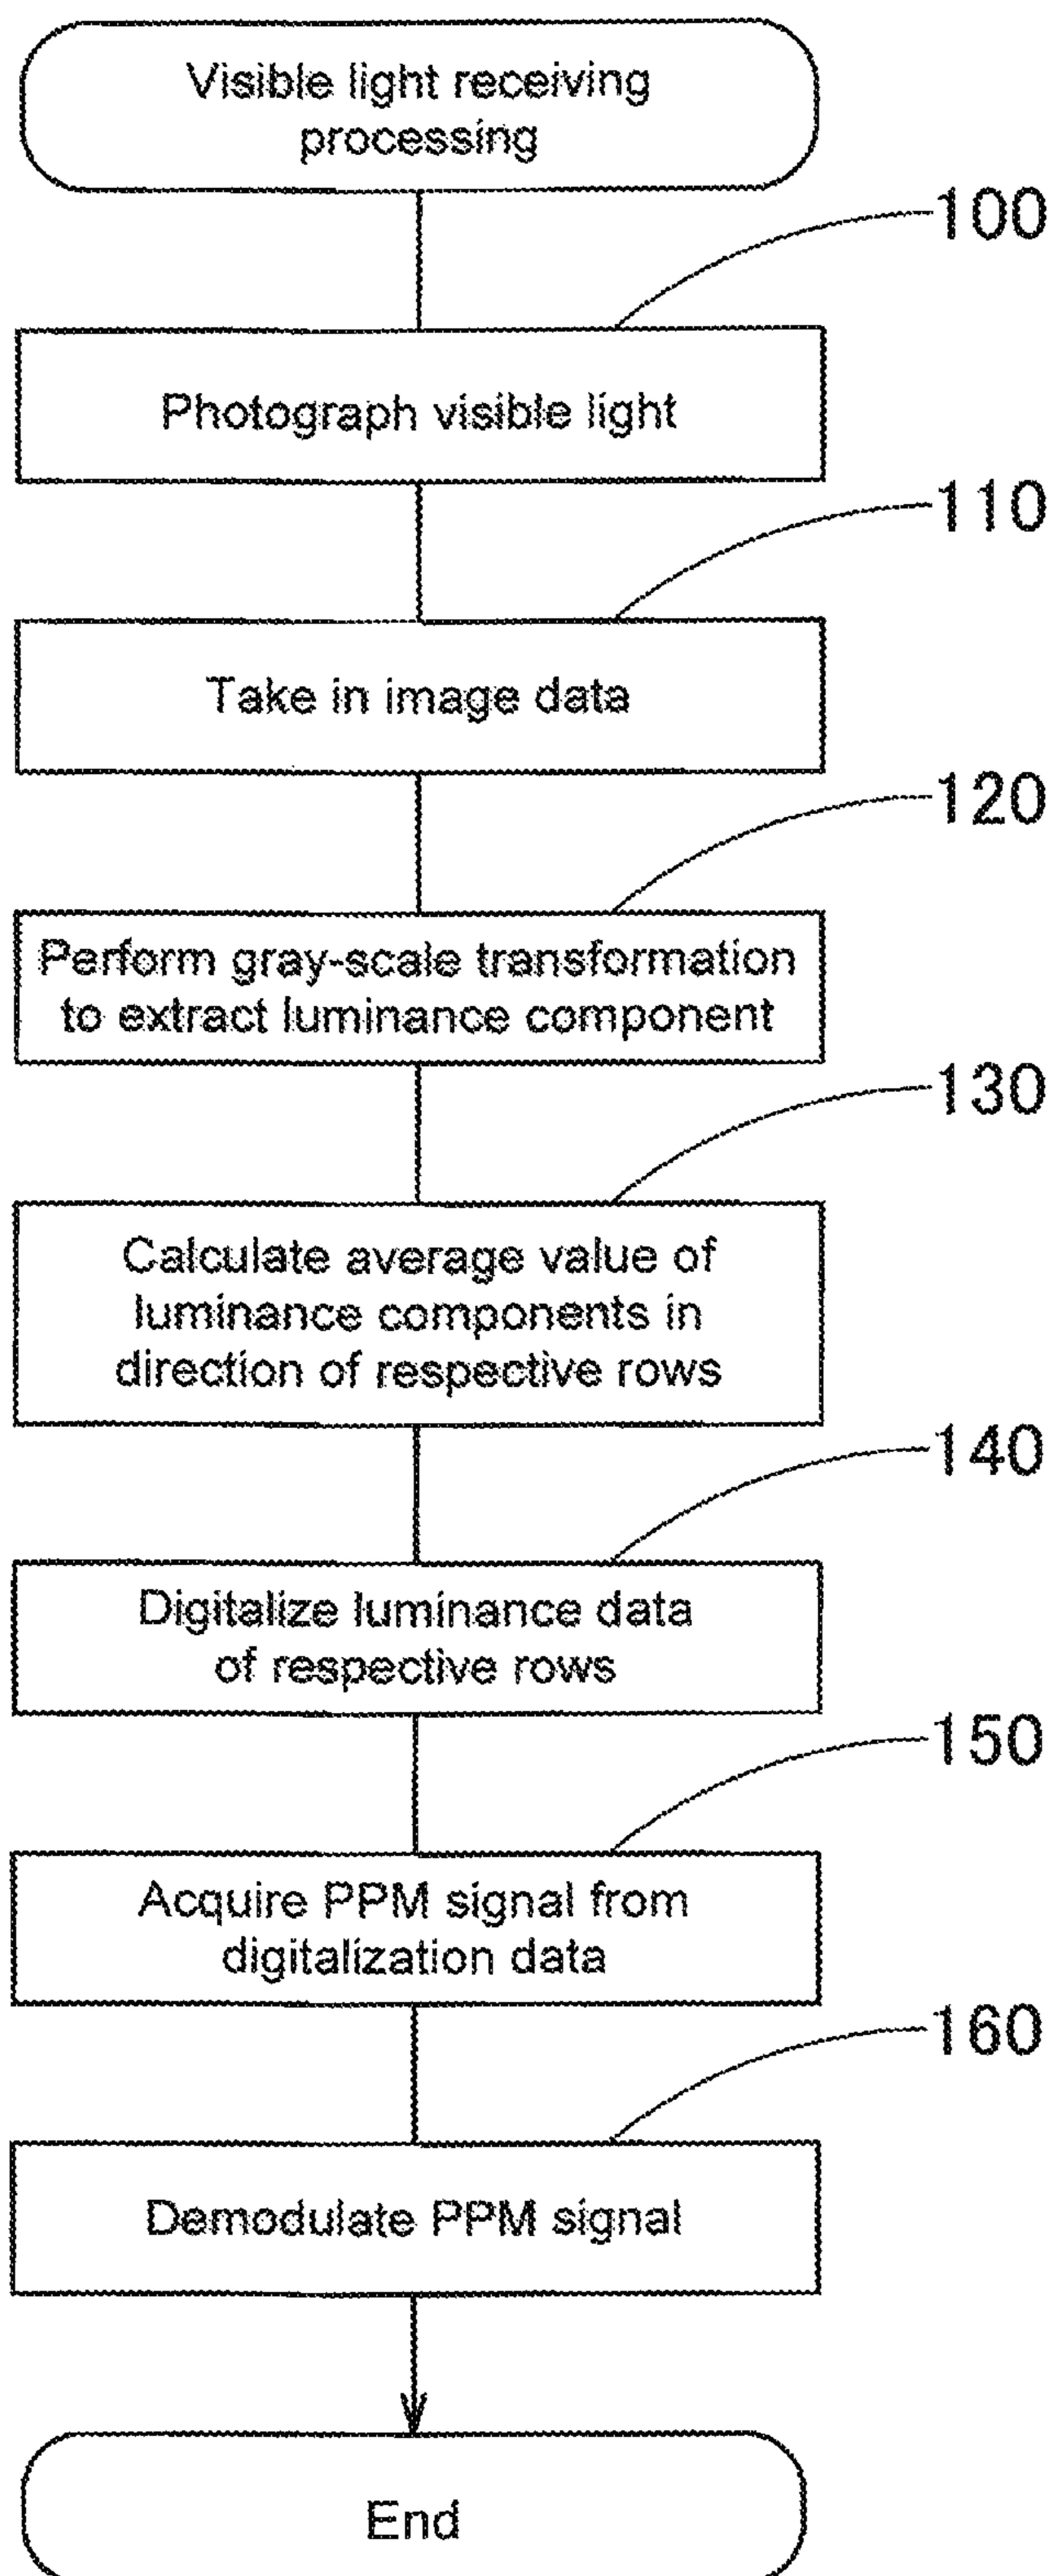 Visible light receiving
processing
100
Photograph visible light
110
Take in image data
120
Perform gray-scale transformation
to extract luminance component
130
Calculate average value of
luminance components in
direction of respective rows
140
Digitalize luminance data
of respective rows
150
Acquire PPM signal from
digitalization data
160
Demodulate PPM signal
End